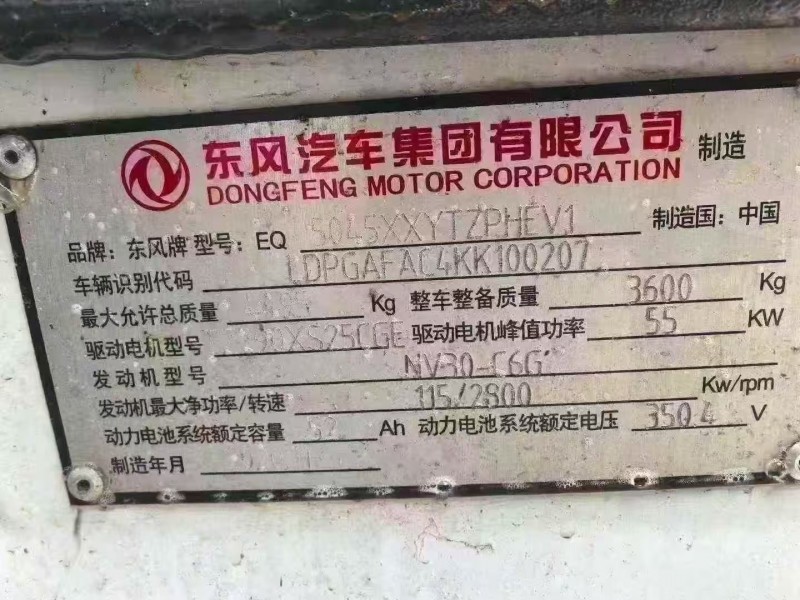 东风汽车集团有限公司 制造
DONGFENG MOTOR CORPORATION
品牌：东风牌 型号：EQ 5045XXYTZPHEV1 制造国：中国
车辆识别代码 LDPGAFAC4KK100207
最大允许总质量 Kg 整车整备质量 3600 Kg
驱动电机型号 驱动电机峰值功率 55 KW
发动机型号 NV30-C6G
发动机最大净功率/转速 115/2800 Kw/rpm
动力电池系统额定容量 52 Ah 动力电池系统额定电压 350.4 V
制造年月